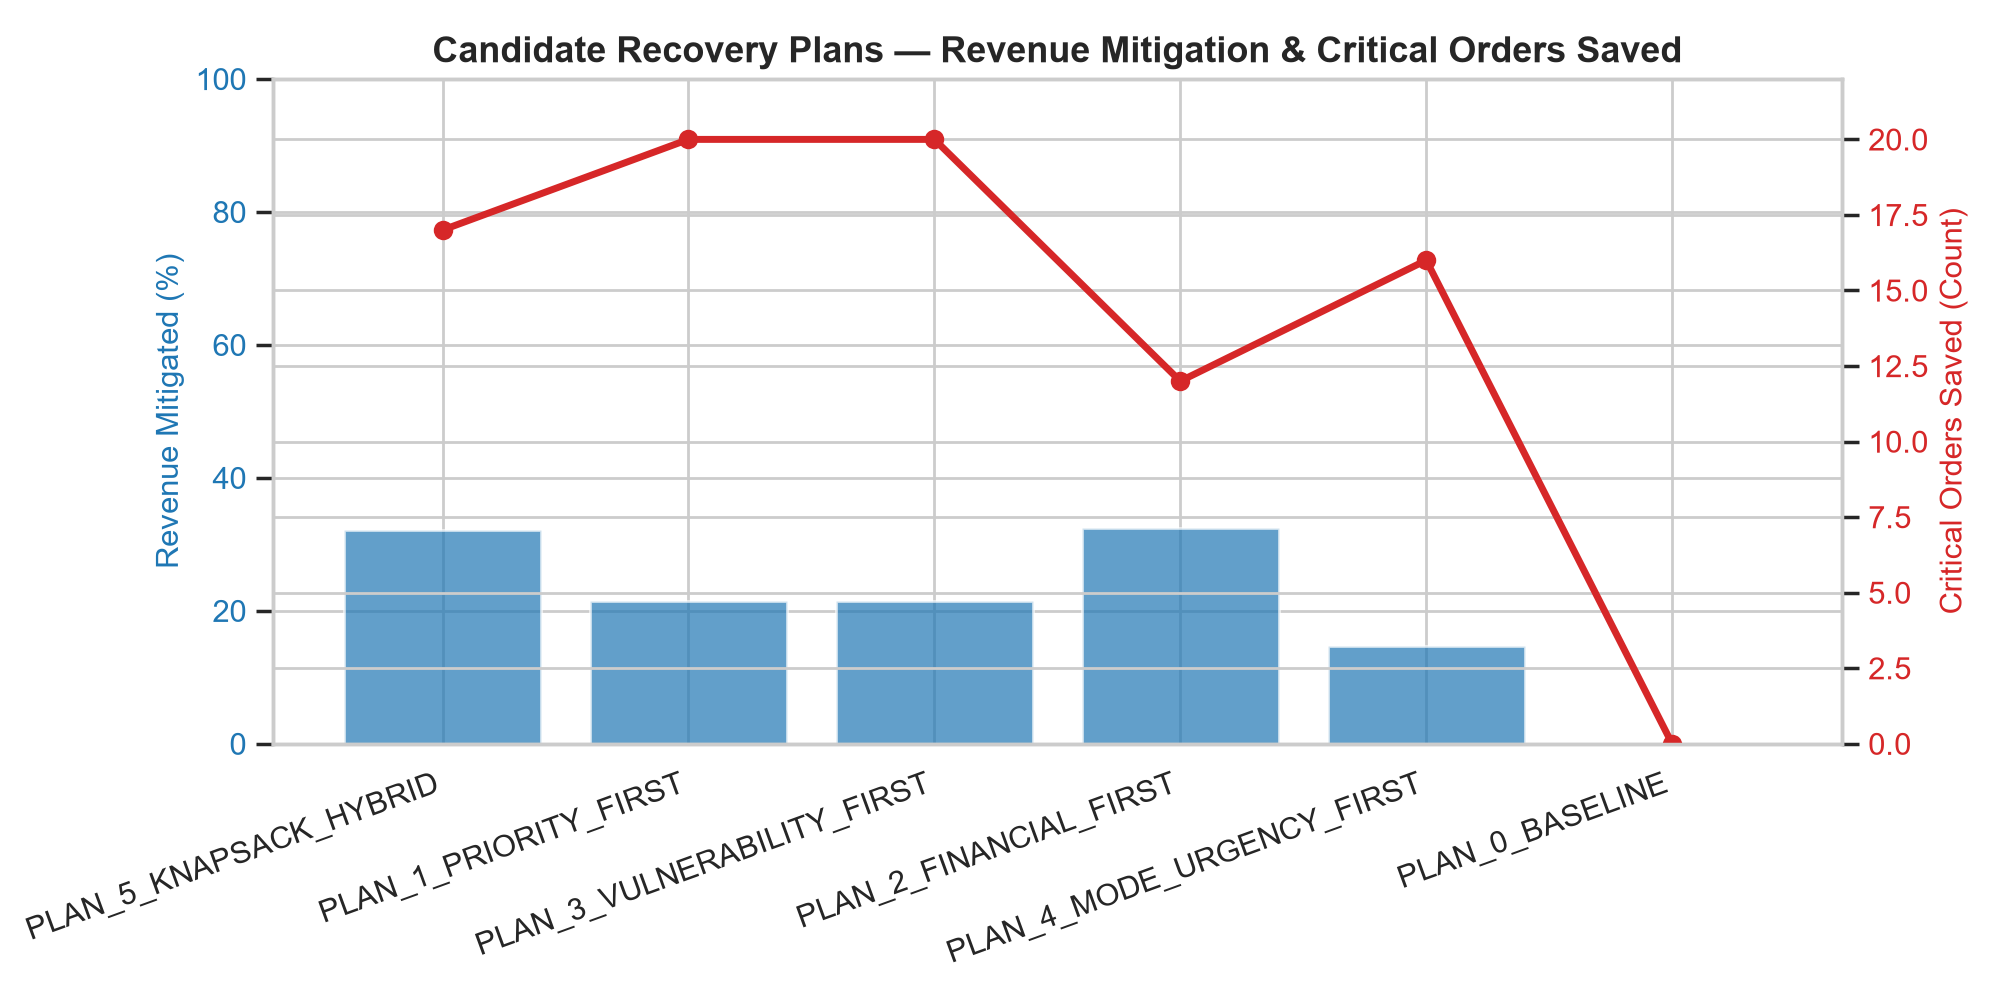 Candidate Recovery Plans — Revenue Mitigation & Critical Orders Saved
Revenue Mitigated (%)
100
80
60
40
20
0
20.0
17.5
15.0
12.5
10.0
7.5
5.0
2.5
0.0
Critical Orders Saved (Count)
PLAN_5_KNAPSACK_HYBRID
PLAN_1_PRIORITY_FIRST
PLAN_3_VULNERABILITY_FIRST
PLAN_2_FINANCIAL_FIRST
PLAN_4_MODE_URGENCY_FIRST
PLAN_0_BASELINE